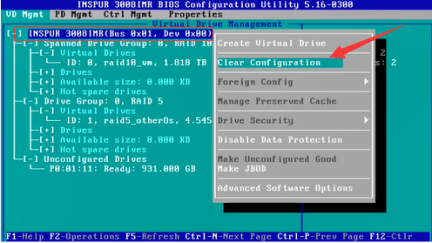 INSPUR 3008IMR BIOS Configuration Utility 5.16-0300
VD Mgmt PD Mgmt Ctrl Mgmt Properties
Virtual Drive Management
[-] INSPUR 3008IMR(Bus 0x01, Dev 0x00)
[-] Spanned Drive Group: 0, RAID 10
[-] Virtual Drives
ID: 0, raid10_vm, 1.818 TB
[+] Drives
[+] Available size: 0.000 KB
[+] Hot spare drives
[-] Drive Group: 0, RAID 5
[-] Virtual Drives
ID: 1, raid5_other0s, 4.545
[+] Drives
[+] Available size: 0.000 KB
[+] Hot spare drives
[-] Unconfigured Drives
P0:01:11: Ready: 931.000 GB
Create Virtual Drive
Clear Configuration
Foreign Config
Manage Preserved Cache
Drive Security
Disable Data Protection
Make Unconfigured Good
Make JBOD
Advanced Software Options
2
s: 2
F1-Help F2-Operations F5-Refresh Ctrl-N-Next Page Ctrl-P-Prev Page F12-Ctlr